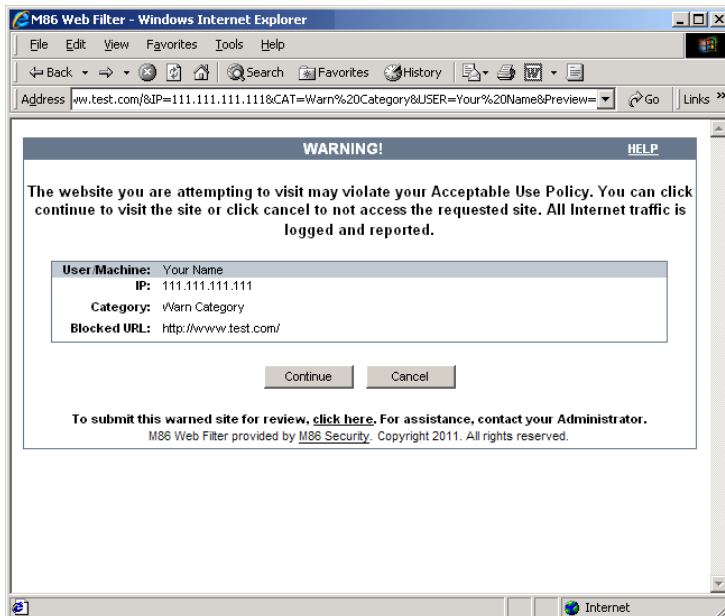 M86 Web Filter - Windows Internet Explorer
File Edit View Favorites Tools Help
Back Search Favorites History
Address ww.test.com/&IP=111.111.111.111&CAT=Warn%20Category&USER=Your%20Name&Preview= Go Links »
WARNING! HELP
The website you are attempting to visit may violate your Acceptable Use Policy. You can click
continue to visit the site or click cancel to not access the requested site. All Internet traffic is
logged and reported.
User/Machine: Your Name
IP: 111.111.111.111
Category: Warn Category
Blocked URL: http://www.test.com/
Continue Cancel
To submit this warned site for review, click here. For assistance, contact your Administrator.
M86 Web Filter provided by M86 Security. Copyright 2011. All rights reserved.
Internet